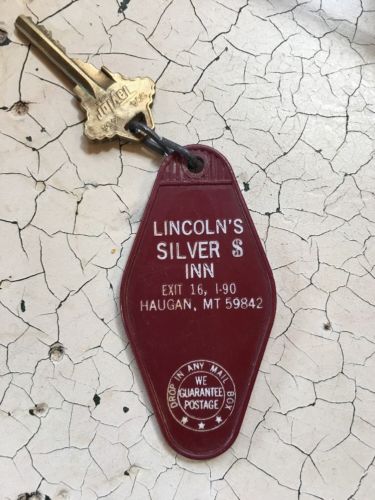 LINCOLN'S
SILVER $
INN
EXIT 16, I-90
HAUGAN, MT 59842
DROP IN ANY MAIL BOX
WE
GUARANTEE
POSTAGE